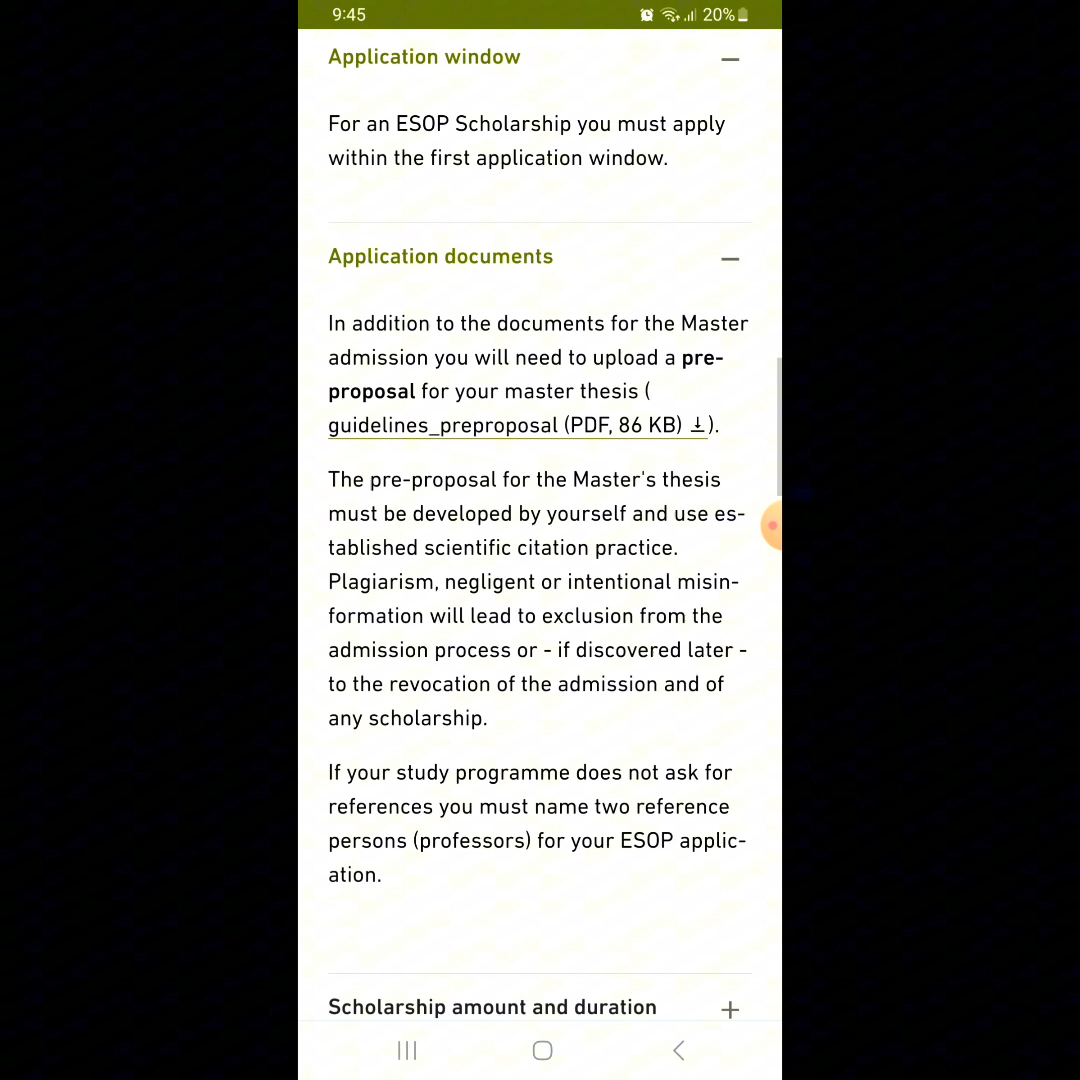 9:45 20%
Application window
For an ESOP Scholarship you must apply
within the first application window.
Application documents
In addition to the documents for the Master
admission you will need to upload a pre-
proposal for your master thesis (
guidelines_preproposal (PDF, 86 KB) ).
The pre-proposal for the Master's thesis
must be developed by yourself and use es-
tablished scientific citation practice.
Plagiarism, negligent or intentional misin-
formation will lead to exclusion from the
admission process or - if discovered later -
to the revocation of the admission and of
any scholarship.
If your study programme does not ask for
references you must name two reference
persons (professors) for your ESOP applic-
ation.
Scholarship amount and duration